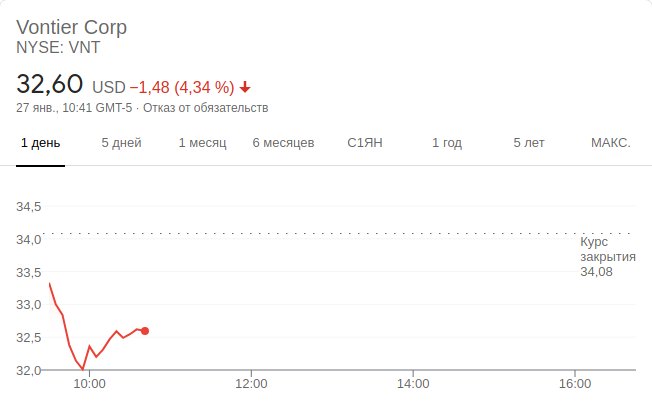 Vontier Corp
NYSE: VNT
32,60 USD −1,48 (4,34 %)
27 янв., 10:41 GMT-5 · Отказ от обязательств
1 день 5 дней 1 месяц 6 месяцев С1ЯН 1 год 5 лет МАКС.
34,5
34,0
Курс
закрытия
34,08
33,5
33,0
32,5
32,0
10:00 12:00 14:00 16:00